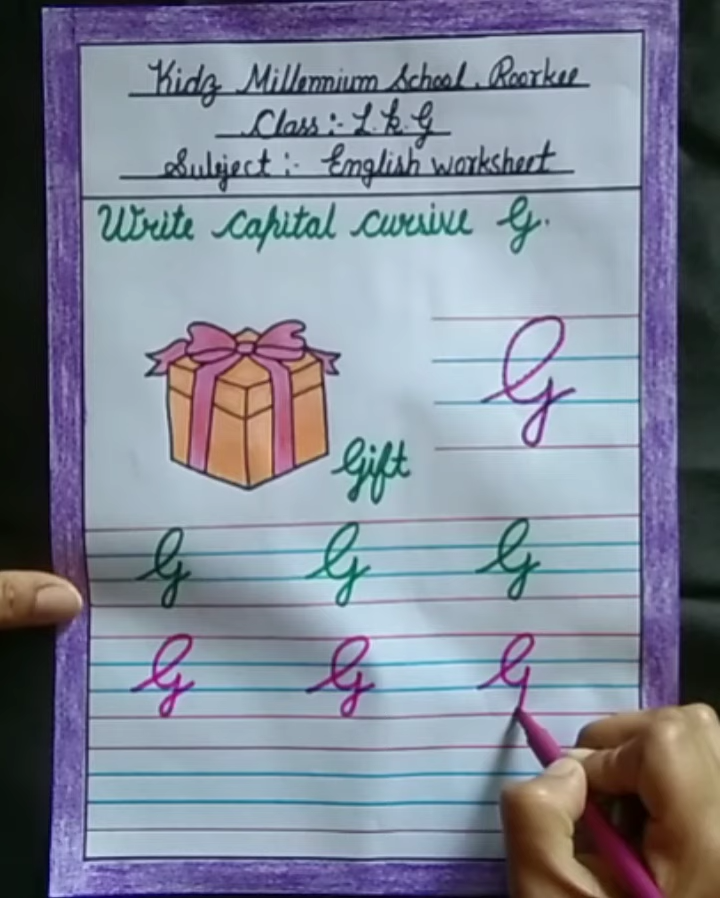 Kidz Millennium School, Roorkee
Class:- L.K.G
Subject:- English worksheet
Write capital cursive G.
G
Gift
G G G
G G G